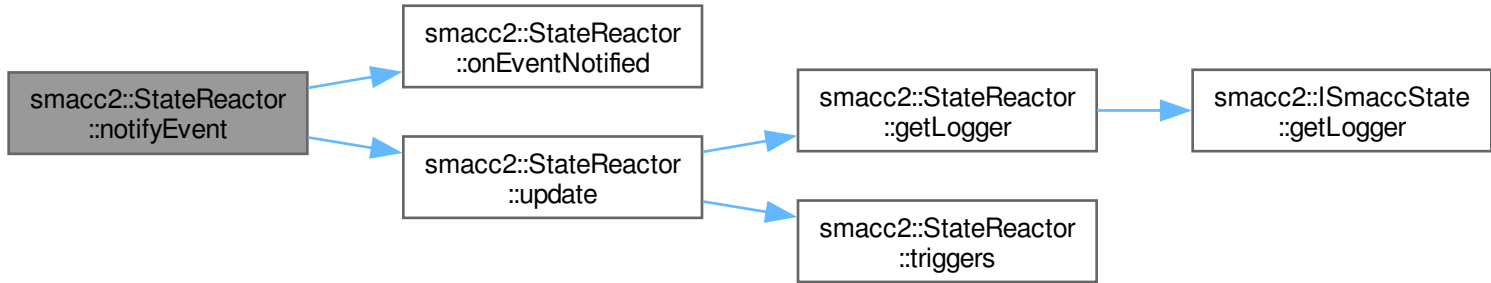 smacc2::StateReactor
::notifyEvent
smacc2::StateReactor
::onEventNotified
smacc2::StateReactor
::update
smacc2::StateReactor
::getLogger
smacc2::StateReactor
::triggers
smacc2::ISmaccState
::getLogger